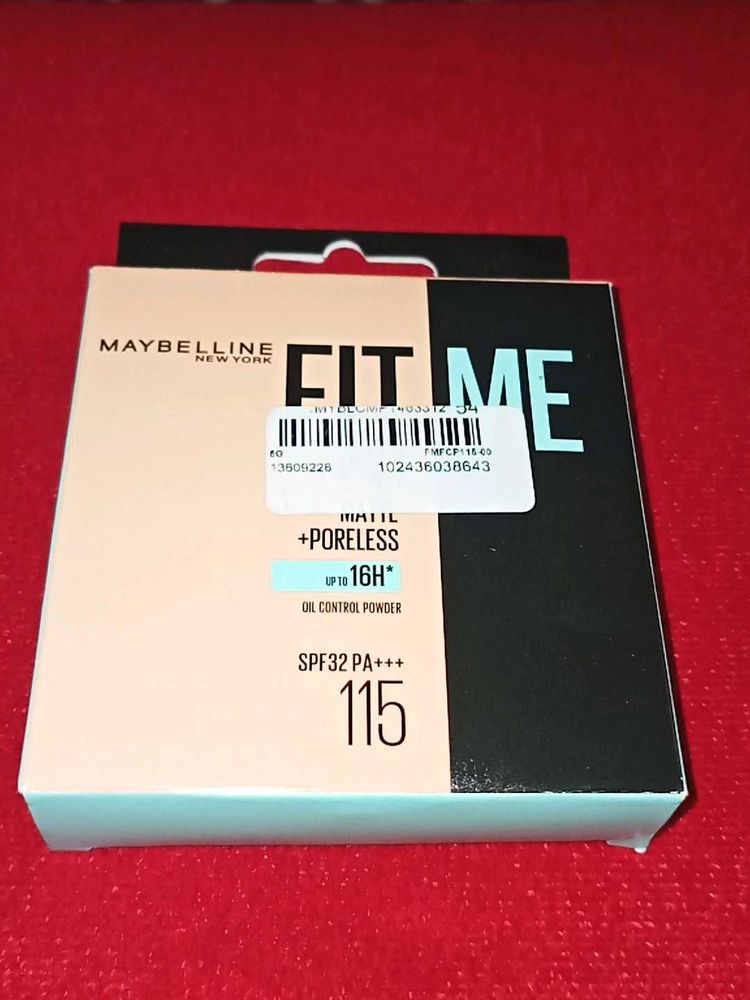 MAYBELLINE
NEW YORK
FIT ME
54
6G
FMFCP115-00
13609226
102436038643
MATTE
+PORELESS
UP TO 16H*
OIL CONTROL POWDER
SPF32 PA+++
115